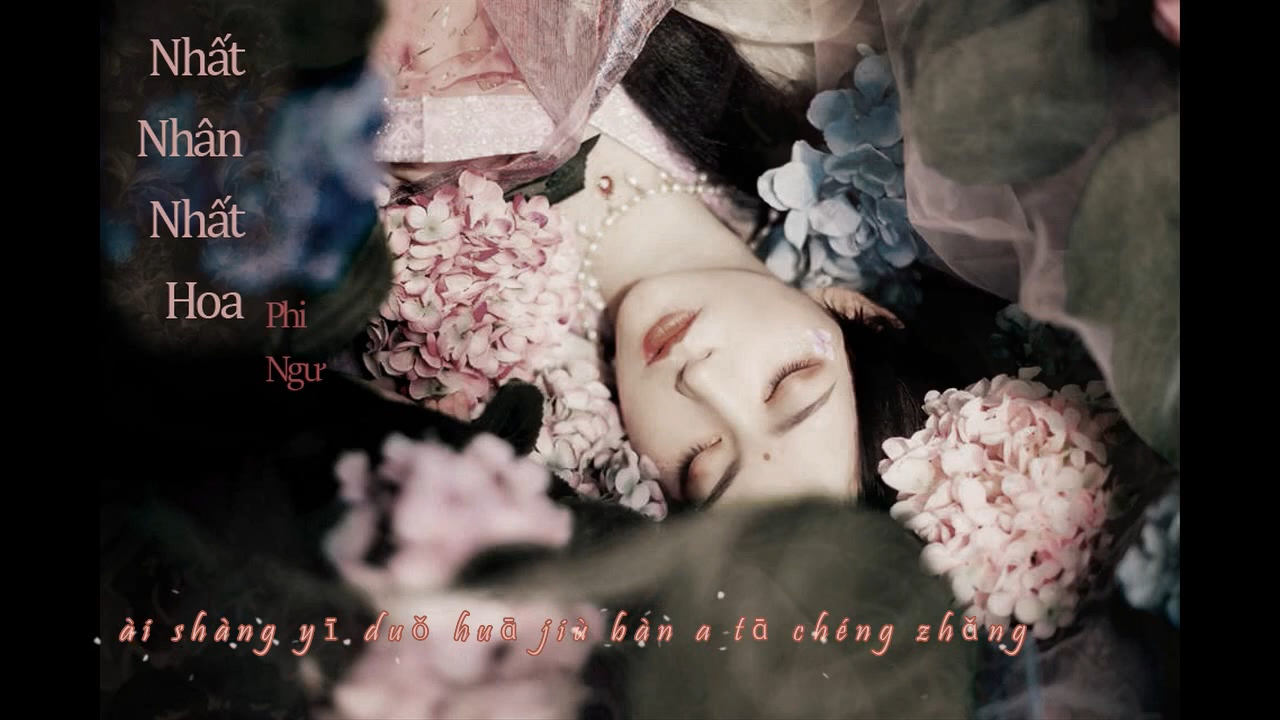 Nhất
Nhân
Nhất
Hoa
Phi
Ngư
ài shàng yī duǒ huā jiù bàn a tā chéng zhǎng